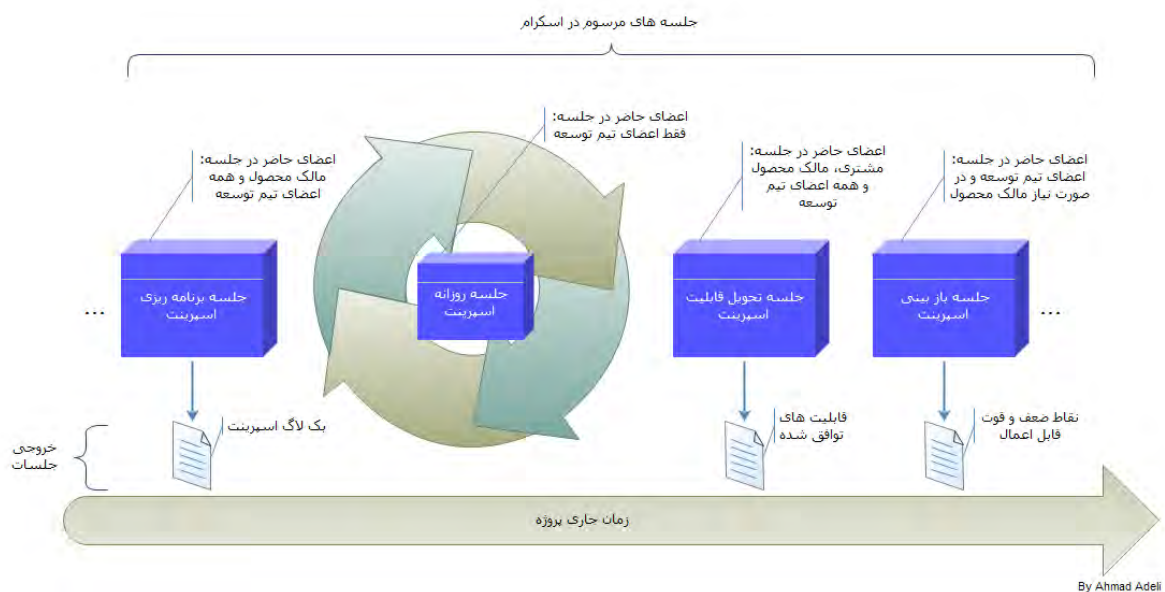 جلسه های مرسوم در اسکرام
اعضای حاضر در جلسه:
مالک محصول و همه
اعضای تیم توسعه
اعضای حاضر در جلسه:
فقط اعضای تیم توسعه
اعضای حاضر در جلسه:
مشتری، مالک محصول
و همه اعضای تیم
توسعه
اعضای حاضر در جلسه:
اعضای تیم توسعه و در
صورت نیاز مالک محصول
...
جلسه برنامه ریزی
اسپرینت
جلسه روزانه
اسپرینت
جلسه تحویل قابلیت
اسپرینت
جلسه باز بینی
اسپرینت
...
خروجی
جلسات
بک لاگ اسپرینت
قابلیت های
توافق شده
نقاط ضعف و قوت
قابل اعمال
زمان جاری پروژه
By Ahmad Adeli